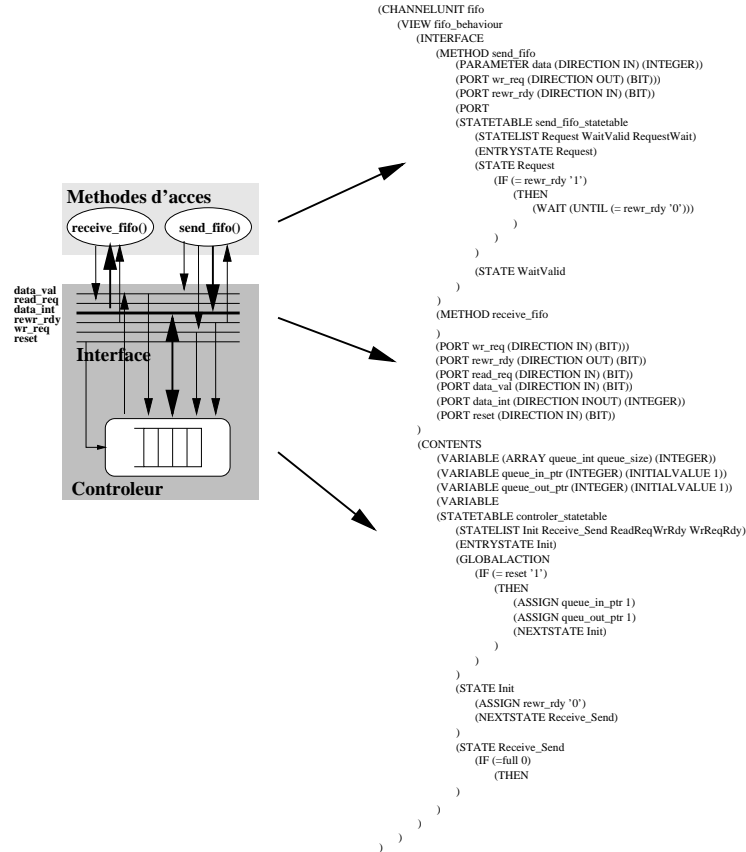 Methodes d'acces
receive_fifo()
send_fifo()
data_val
read_req
data_int
rewr_rdy
wr_req
reset
Interface
Controleur
(CHANNELUNIT fifo
(VIEW fifo_behaviour
(INTERFACE
(METHOD send_fifo
(PARAMETER data (DIRECTION IN) (INTEGER))
(PORT wr_req (DIRECTION OUT) (BIT)))
(PORT rewr_rdy (DIRECTION IN) (BIT))
(PORT
(STATETABLE send_fifo_statetable
(STATELIST Request WaitValid RequestWait)
(ENTRYSTATE Request)
(STATE Request
(IF (= rewr_rdy '1')
(THEN
(WAIT (UNTIL (= rewr_rdy '0')))
)
)
)
(STATE WaitValid
)
)
(METHOD receive_fifo
)
(PORT wr_req (DIRECTION IN) (BIT)))
(PORT rewr_rdy (DIRECTION OUT) (BIT))
(PORT read_req (DIRECTION IN) (BIT))
(PORT data_val (DIRECTION IN) (BIT))
(PORT data_int (DIRECTION INOUT) (INTEGER))
(PORT reset (DIRECTION IN) (BIT))
)
(CONTENTS
(VARIABLE (ARRAY queue_int queue_size) (INTEGER))
(VARIABLE queue_in_ptr (INTEGER) (INITIALVALUE 1))
(VARIABLE queue_out_ptr (INTEGER) (INITIALVALUE 1))
(VARIABLE
(STATETABLE controler_statetable
(STATELIST Init Receive_Send ReadReqWrRdy WrReqRdy)
(ENTRYSTATE Init)
(GLOBALACTION
(IF (= reset '1')
(THEN
(ASSIGN queue_in_ptr 1)
(ASSIGN queu_out_ptr 1)
(NEXTSTATE Init)
)
)
)
(STATE Init
(ASSIGN rewr_rdy '0')
(NEXTSTATE Receive_Send)
)
(STATE Receive_Send
(IF (=full 0)
(THEN
)
)
)
)
)